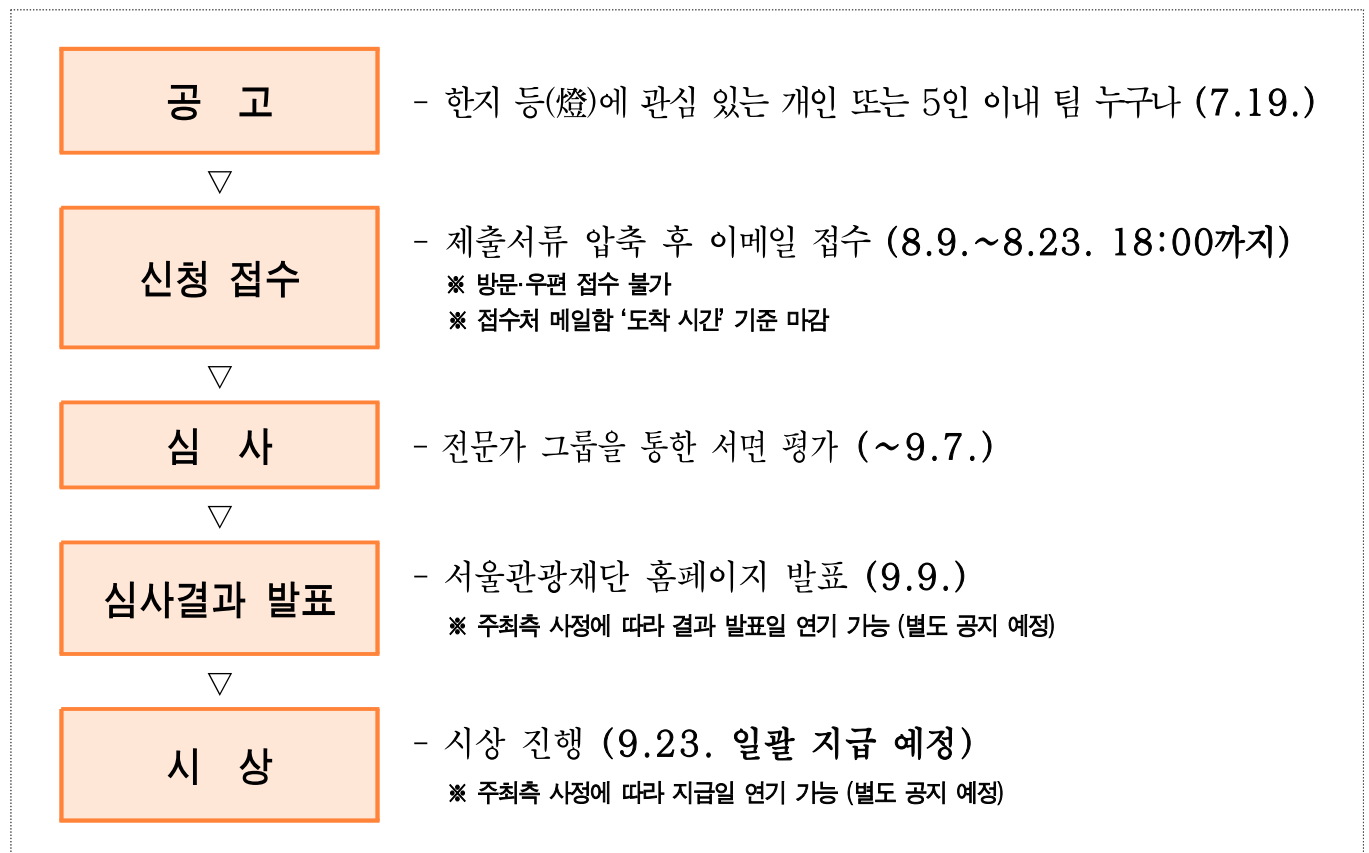 공 고
- 한지 등(燈)에 관심 있는 개인 또는 5인 이내 팀 누구나 (7.19.)
▽
신청 접수
- 제출서류 압축 후 이메일 접수 (8.9.~8.23. 18:00까지)
※ 방문·우편 접수 불가
※ 접수처 메일함 ‘도착 시간’ 기준 마감
▽
심 사
- 전문가 그룹을 통한 서면 평가 (~9.7.)
▽
심사결과 발표
- 서울관광재단 홈페이지 발표 (9.9.)
※ 주최측 사정에 따라 결과 발표일 연기 가능 (별도 공지 예정)
▽
시 상
- 시상 진행 (9.23. 일괄 지급 예정)
※ 주최측 사정에 따라 지급일 연기 가능 (별도 공지 예정)